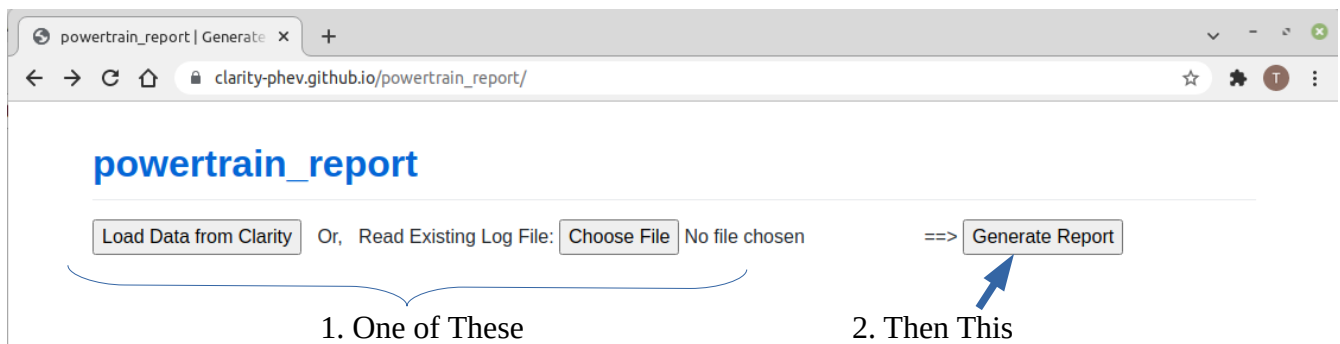 powertrain_report | Generate
clarity-phev.github.io/powertrain_report/
T
powertrain_report
Load Data from Clarity Or, Read Existing Log File: Choose File No file chosen ==> Generate Report
1. One of These 2. Then This